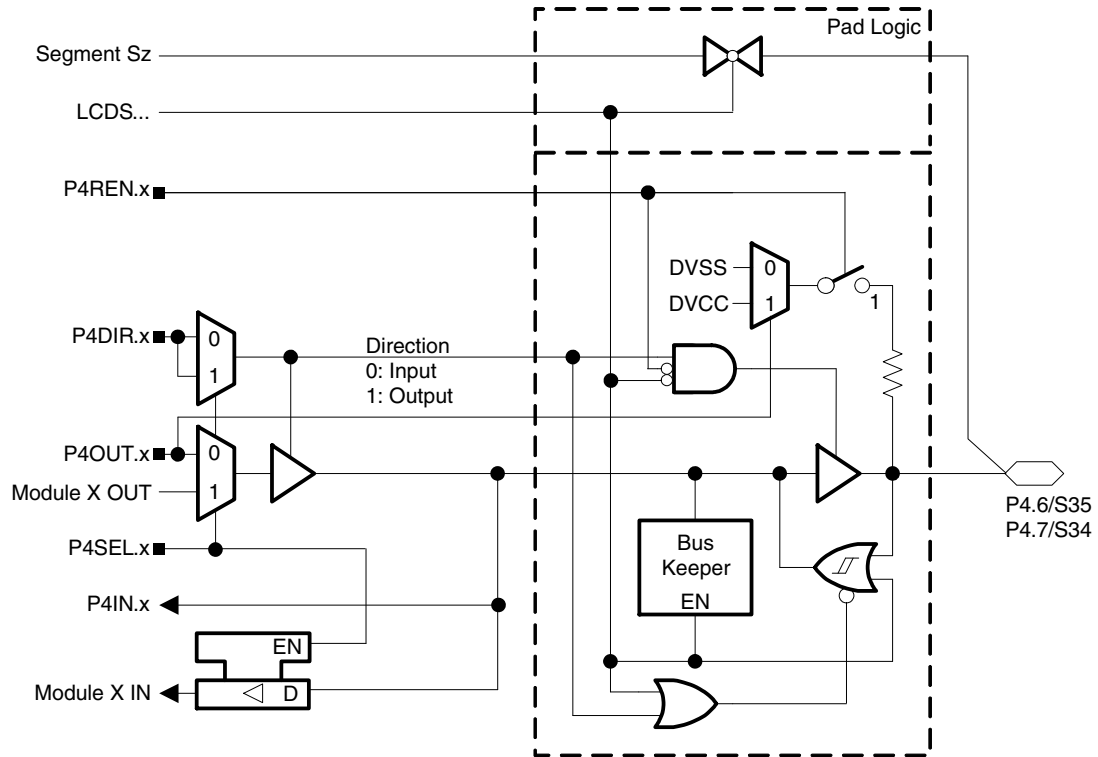 Pad Logic
Segment Sz
LCDS...
P4REN.x
DVSS
0
DVCC
1
1
P4DIR.x
0
1
Direction
0: Input
1: Output
P4OUT.x
0
Module X OUT
1
P4.6/S35
P4.7/S34
P4SEL.x
Bus
Keeper
EN
P4IN.x
EN
Module X IN
D